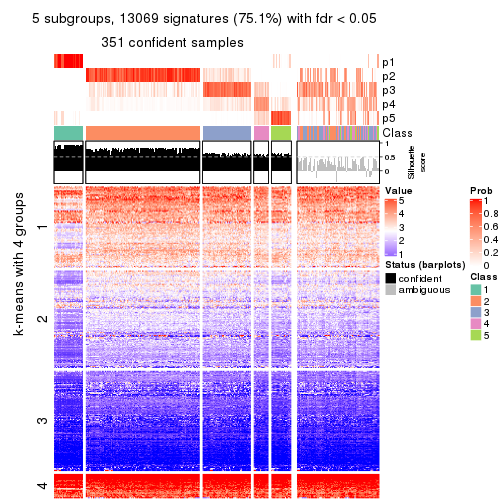 5 subgroups, 13069 signatures (75.1%) with fdr < 0.05
351 confident samples
p1
p2
p3
p4
p5
Class
1
0.5
0
Silhouette
score
k-means with 4 groups
1
2
3
4
Value
5
4
3
2
1
Status (barplots)
confident
ambiguous
Prob
1
0.8
0.6
0.4
0.2
0
Class
1
2
3
4
5